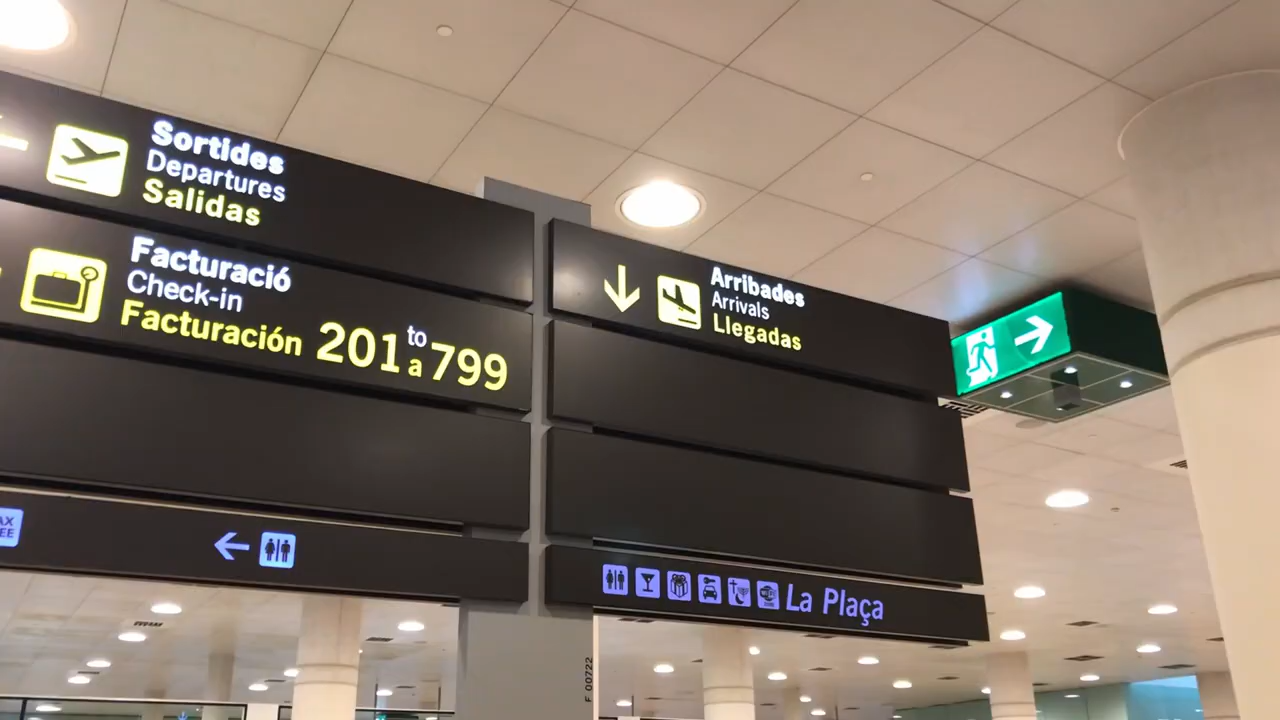 Sortides
Departures
Salidas
Facturació
Check-in
Facturación 201 to a 799
Arribades
Arrivals
Llegadas
La Plaça
F 00722